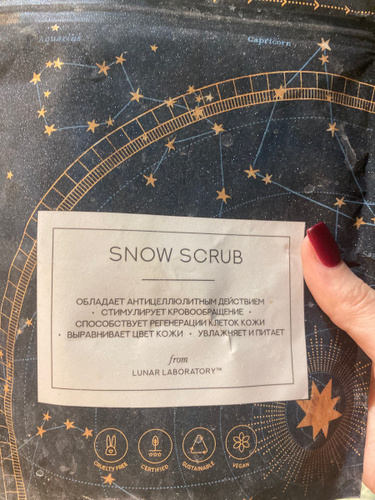 Aquarius
Capricorn
SNOW SCRUB
ОБЛАДАЕТ АНТИЦЕЛЛЮЛИТНЫМ ДЕЙСТВИЕМ
• СТИМУЛИРУЕТ КРОВООБРАЩЕНИЕ •
СПОСОБСТВУЕТ РЕГЕНЕРАЦИИ КЛЕТОК КОЖИ
• ВЫРАВНИВАЕТ ЦВЕТ КОЖИ • УВЛАЖНЯЕТ И ПИТАЕТ
from
LUNAR LABORATORY™
CRUELTY FREE
CERTIFIED
SUSTAINABLE
VEGAN